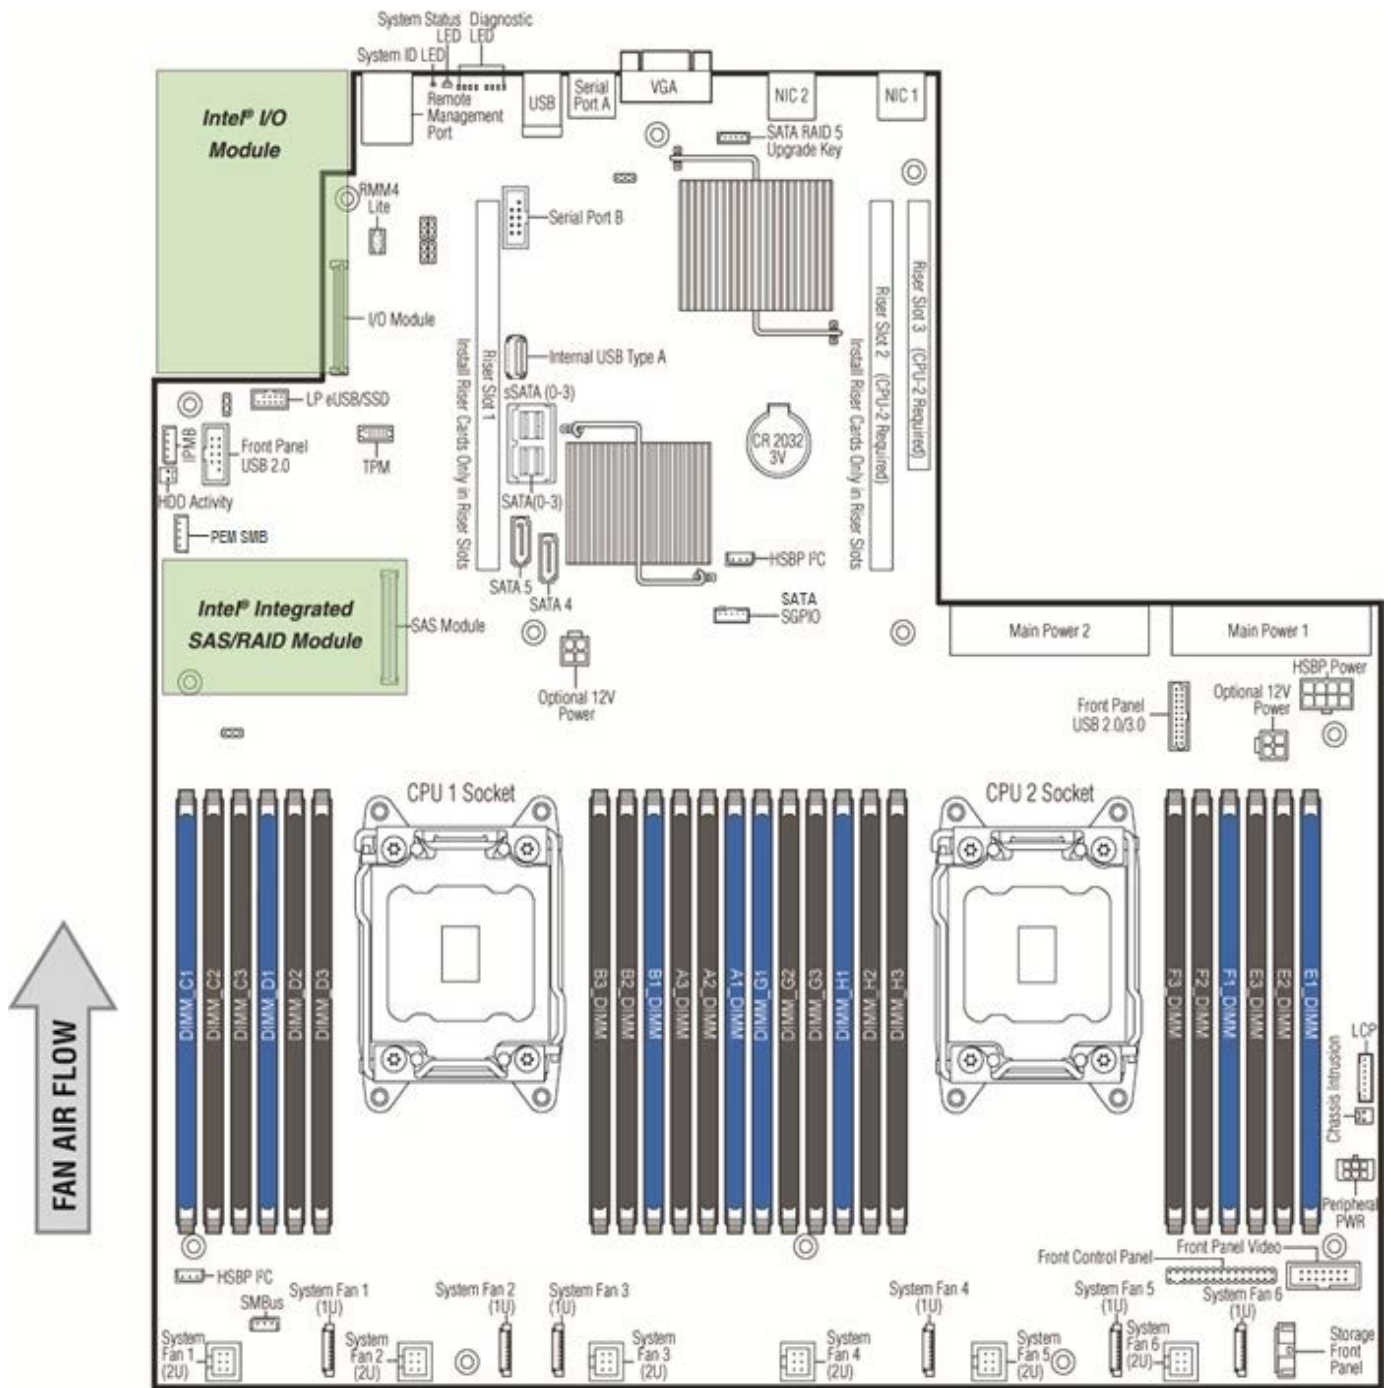 System Status
LED
Diagnostic
LED
System ID LED
Intel® I/O
Module
Remote
Management
Port
USB
Serial
Port A
VGA
NIC 2
NIC 1
SATA RAID 5
Upgrade Key
RMM4
Lite
Serial Port B
I/O Module
Riser Slot 1
Install Riser Cards Only in Riser Slots
Internal USB Type A
Riser Slot 2 (CPU-2 Required)
Install Riser Cards Only in Riser Slots
Riser Slot 3 (CPU-2 Required)
LP eUSB/SSD
sSATA (0-3)
IPMB
Front Panel
USB 2.0
TPM
CR 2032
3V
HDD Activity
SATA(0-3)
PEM SMB
HSBP I²C
SATA 5
SATA 4
SATA
SGPIO
Intel® Integrated
SAS/RAID Module
SAS Module
Main Power 2
Main Power 1
Optional 12V
Power
HSBP Power
Optional 12V
Power
Front Panel
USB 2.0/3.0
CPU 1 Socket
CPU 2 Socket
DIMM_C1
DIMM_C2
DIMM_C3
DIMM_D1
DIMM_D2
DIMM_D3
B3_DIMM
B2_DIMM
B1_DIMM
A3_DIMM
A2_DIMM
A1_DIMM
DIMM_G1
DIMM_G2
DIMM_G3
DIMM_H1
DIMM_H2
DIMM_H3
F3_DIMM
F2_DIMM
F1_DIMM
E3_DIMM
E2_DIMM
E1_DIMM
FAN AIR FLOW
LCP
Chassis Intrusion
Peripheral
PWR
Front Control Panel
Front Panel Video
HSBP I²C
SMBus
System Fan 1
(1U)
System Fan 2
(1U)
System Fan 3
(1U)
System Fan 4
(1U)
System Fan 5
(1U)
System Fan 6
(1U)
System
Fan 1
(2U)
System
Fan 2
(2U)
System
Fan 3
(2U)
System
Fan 4
(2U)
System
Fan 5
(2U)
System
Fan 6
(2U)
Storage
Front
Panel